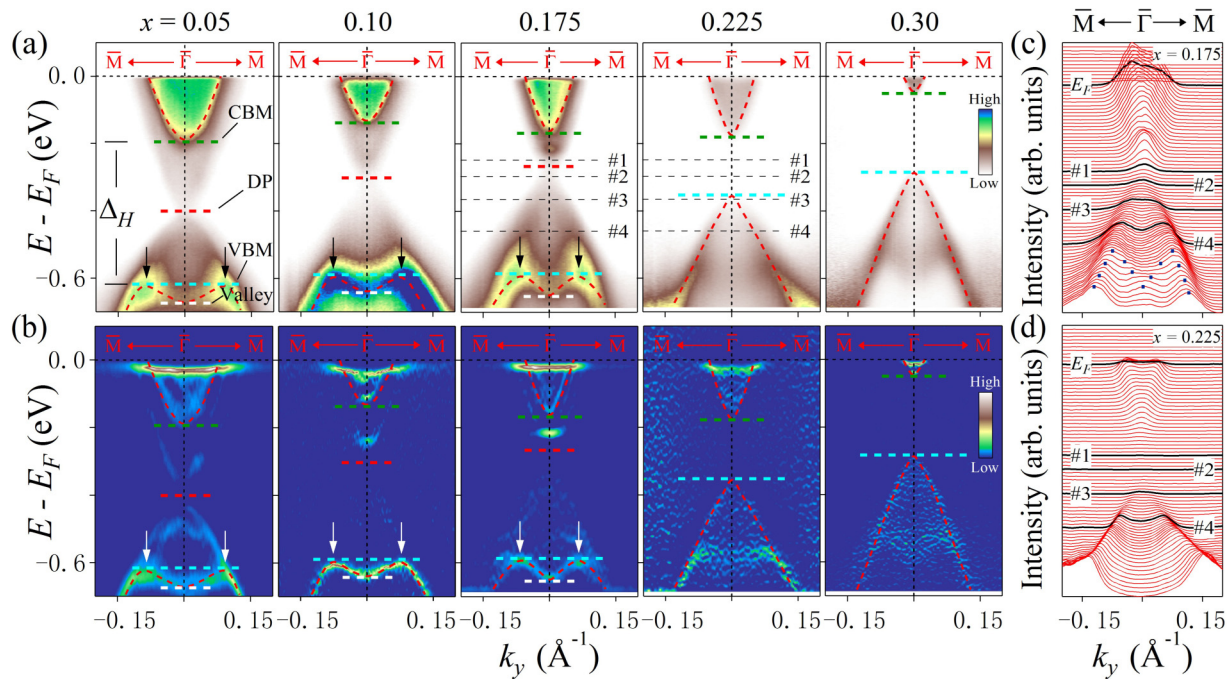 x = 0.05 0.10 0.175 0.225 0.30
M̄ ← Γ̄ → M̄
(a)
M̄ ← Γ̄ → M̄
M̄ ← Γ̄ → M̄
M̄ ← Γ̄ → M̄
M̄ ← Γ̄ → M̄
M̄ ← Γ̄ → M̄
(c)
x = 0.175
0.0
E - E_F (eV)
CBM
DP
Δ_H
VBM
Valley
-0.6
#1
#2
#3
#4
High
Low
E_F
#1
#2
#3
#4
Intensity (arb. units)
(b)
M̄ ← Γ̄ → M̄
M̄ ← Γ̄ → M̄
M̄ ← Γ̄ → M̄
M̄ ← Γ̄ → M̄
M̄ ← Γ̄ → M̄
0.0
E - E_F (eV)
-0.6
High
Low
(d)
x = 0.225
E_F
#1
#2
#3
#4
Intensity (arb. units)
-0.15 0.15
-0.15 0.15
-0.15 0.15
-0.15 0.15
-0.15 0.15
-0.15 0.15
k_y (Å⁻¹)
k_y (Å⁻¹)